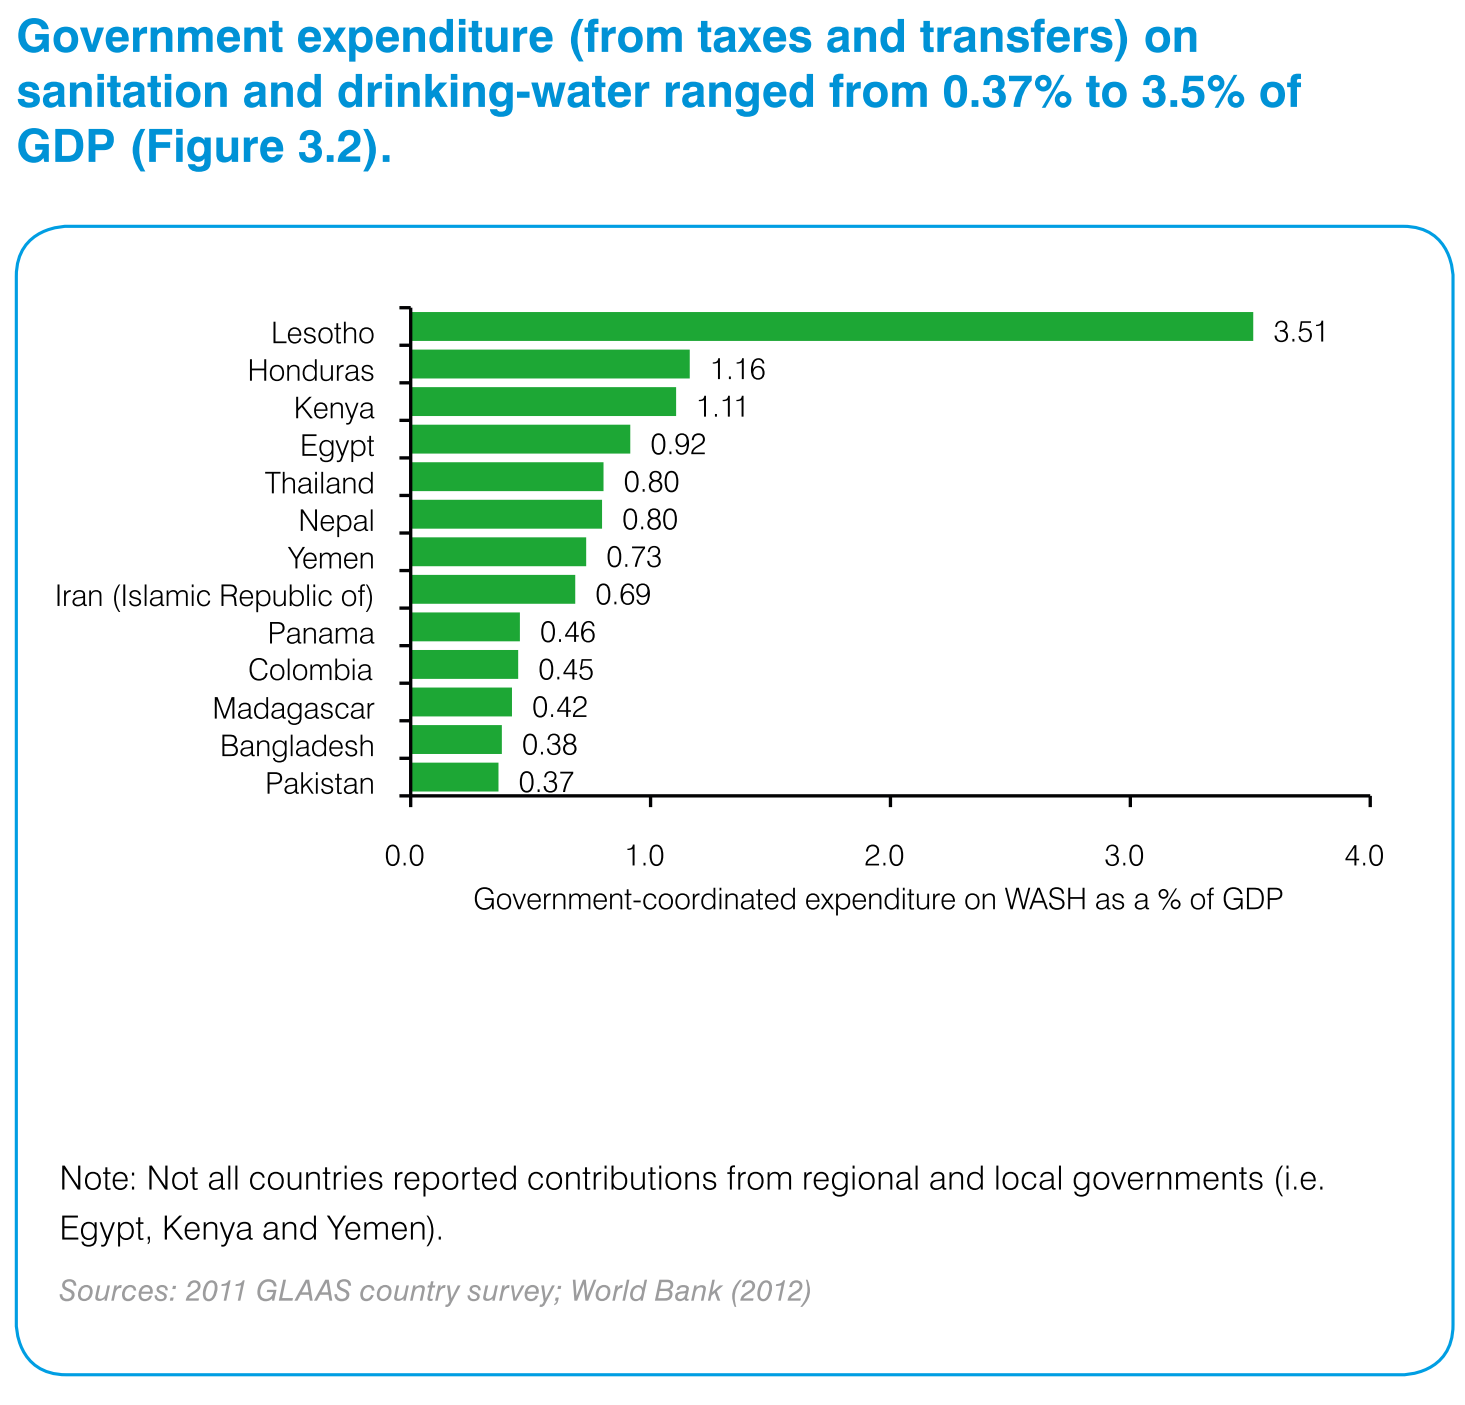 Government expenditure (from taxes and transfers) on
sanitation and drinking-water ranged from 0.37% to 3.5% of
GDP (Figure 3.2).
Lesotho 3.51
Honduras 1.16
Kenya 1.11
Egypt 0.92
Thailand 0.80
Nepal 0.80
Yemen 0.73
Iran (Islamic Republic of) 0.69
Panama 0.46
Colombia 0.45
Madagascar 0.42
Bangladesh 0.38
Pakistan 0.37
0.0 1.0 2.0 3.0 4.0
Government-coordinated expenditure on WASH as a % of GDP
Note: Not all countries reported contributions from regional and local governments (i.e.
Egypt, Kenya and Yemen).
Sources: 2011 GLAAS country survey; World Bank (2012)